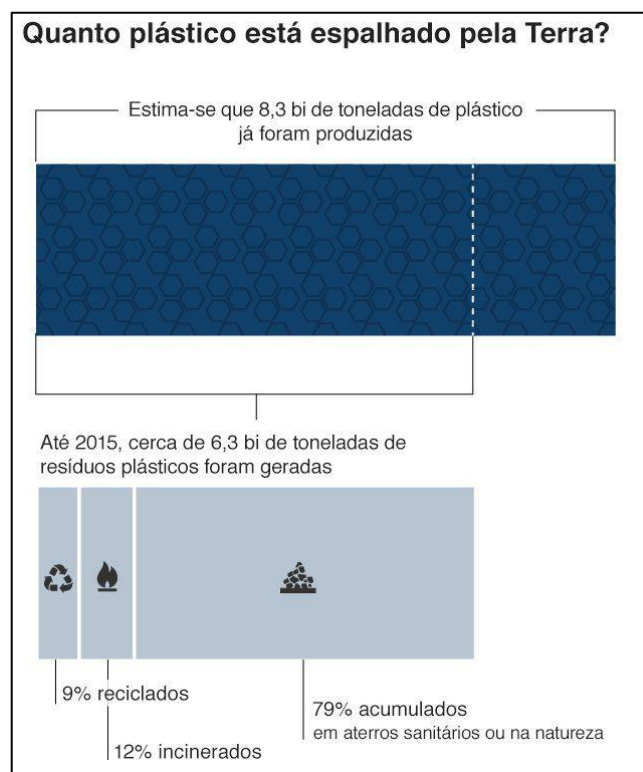 Quanto plástico está espalhado pela Terra?
Estima-se que 8,3 bi de toneladas de plástico
já foram produzidas
Até 2015, cerca de 6,3 bi de toneladas de
resíduos plásticos foram geradas
9% reciclados
12% incinerados
79% acumulados
em aterros sanitários ou na natureza